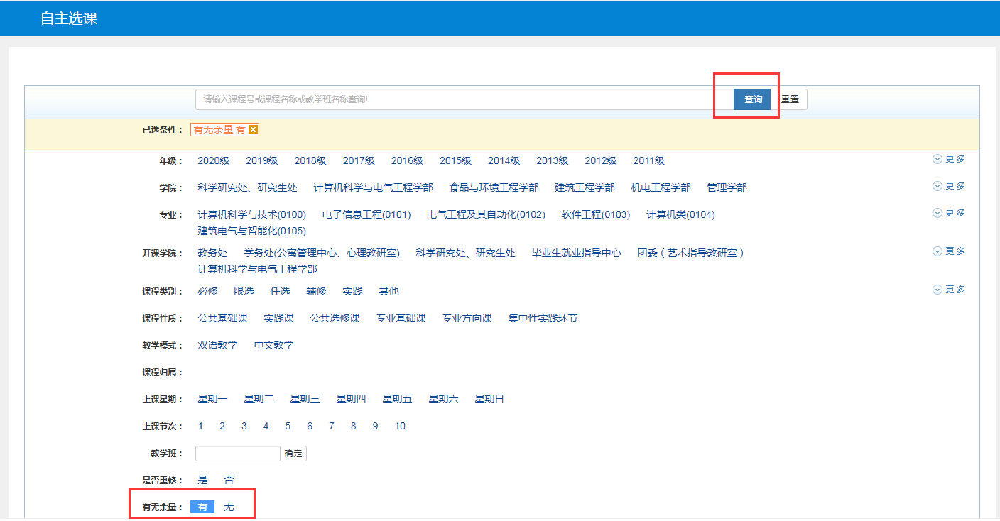 自主选课
请输入课程号或课程名称或教学班名称查询! 查询 重置
已选条件： 有无余量:有
年级： 2020级 2019级 2018级 2017级 2016级 2015级 2014级 2013级 2012级 2011级 更多
学院： 科学研究处、研究生处 计算机科学与电气工程学部 食品与环境工程学部 建筑工程学部 机电工程学部 管理学部 更多
专业： 计算机科学与技术(0100) 电子信息工程(0101) 电气工程及其自动化(0102) 软件工程(0103) 计算机类(0104) 更多
建筑电气与智能化(0105)
开课学院： 教务处 学务处(公寓管理中心、心理教研室) 科学研究处、研究生处 毕业生就业指导中心 团委（艺术指导教研室） 更多
计算机科学与电气工程学部
课程类别： 必修 限选 任选 辅修 实践 其他 更多
课程性质： 公共基础课 实践课 公共选修课 专业基础课 专业方向课 集中性实践环节
教学模式： 双语教学 中文教学
课程归属：
上课星期： 星期一 星期二 星期三 星期四 星期五 星期六 星期日
上课节次： 1 2 3 4 5 6 7 8 9 10
教学班： 确定
是否重修： 是 否
有无余量： 有 无